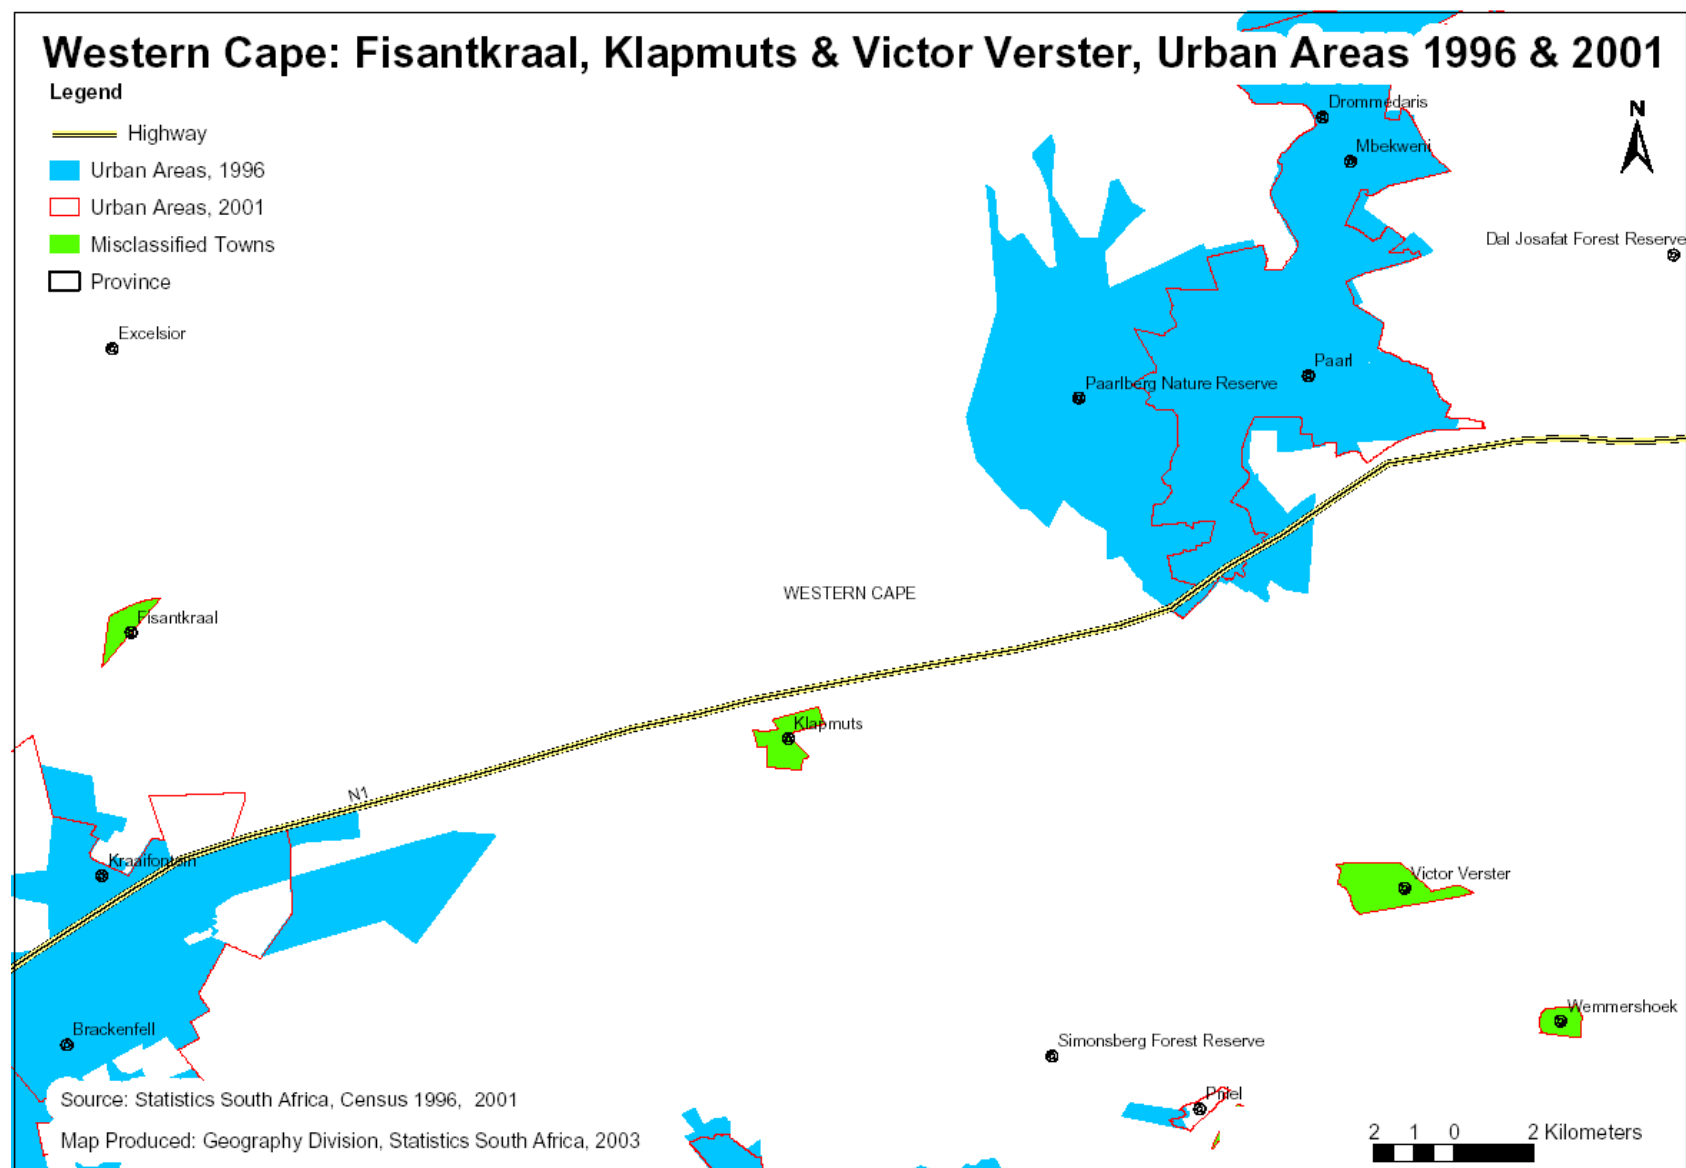 Western Cape: Fisantkraal, Klapmuts & Victor Verster, Urban Areas 1996 & 2001
Legend
Highway
Urban Areas, 1996
Urban Areas, 2001
Misclassified Towns
Province
N
Drommedaris
Mbekweni
Dal Josafat Forest Reserve
Excelsior
Paarl
Paarlberg Nature Reserve
WESTERN CAPE
Fisantkraal
Klapmuts
N1
Kraaifontein
Victor Verster
Wemmershoek
Brackenfell
Simonsberg Forest Reserve
Pniel
Source: Statistics South Africa, Census 1996, 2001
Map Produced: Geography Division, Statistics South Africa, 2003
2 1 0 2 Kilometers